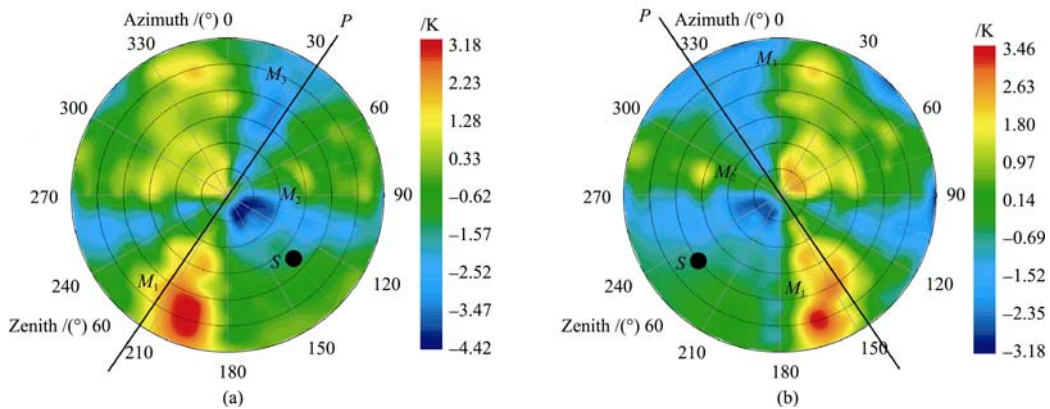 Azimuth /(°) 0
P
30
60
90
120
150
180
210
Zenith /(°) 60
240
270
300
330
M3
M2
S
M1
/K
3.18
2.23
1.28
0.33
−0.62
−1.57
−2.52
−3.47
−4.42
(a)
P
Azimuth /(°) 0
30
60
90
120
150
180
210
Zenith /(°) 60
240
270
300
330
S
/K
3.46
2.63
1.80
0.97
0.14
−0.69
−1.52
−2.35
−3.18
(b)